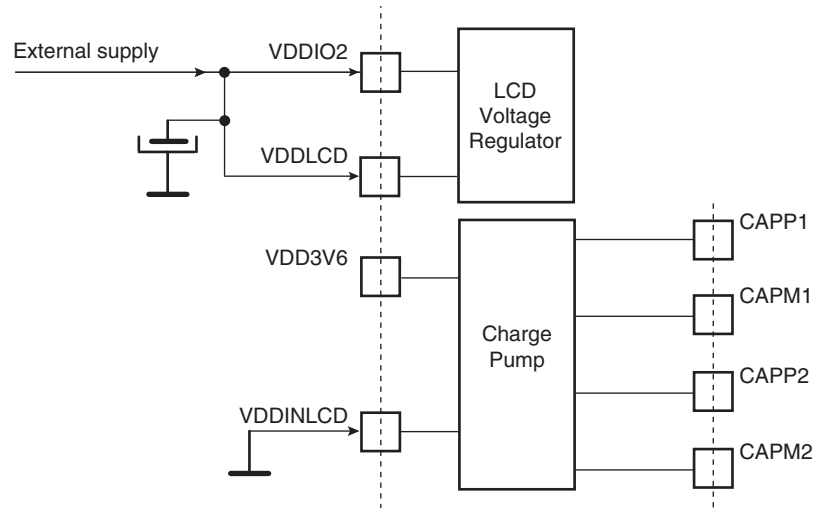 External supply
VDDIO2
LCD
Voltage
Regulator
VDDLCD
CAPP1
VDD3V6
CAPM1
Charge
Pump
CAPP2
VDDINLCD
CAPM2